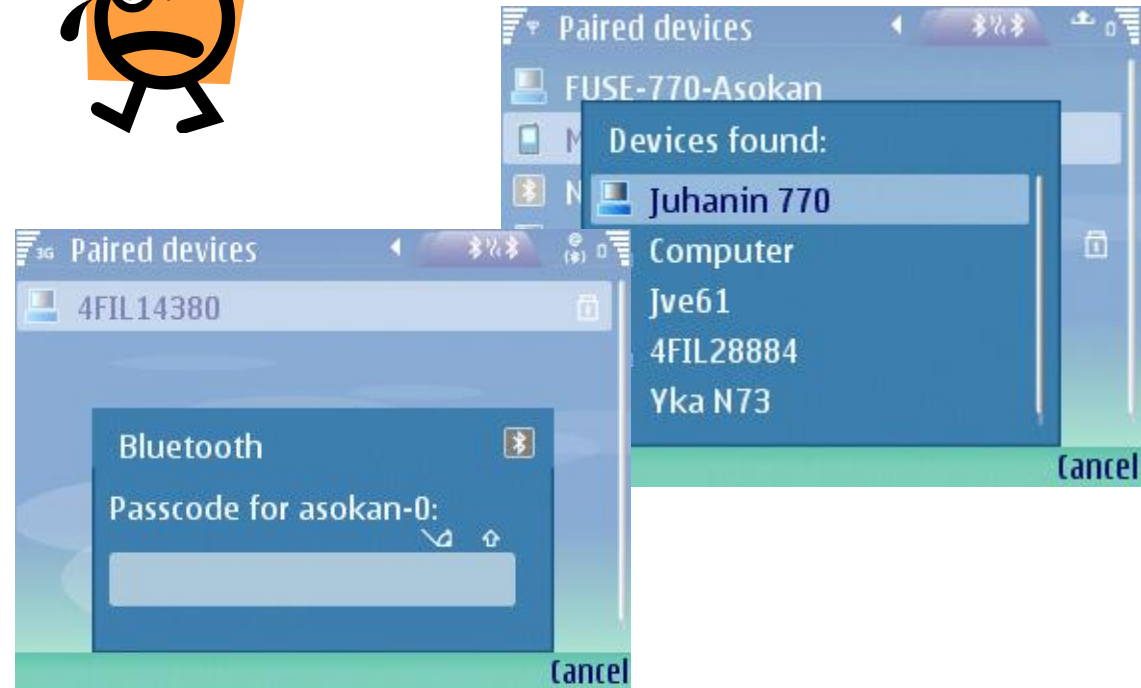 Paired devices
FUSE-770-Asokan
M
Devices found:
N
Juhanin 770
Computer
Jve61
4FIL28884
Yka N73
Cancel
3G Paired devices
4FIL14380
Bluetooth
Passcode for asokan-0:
Cancel